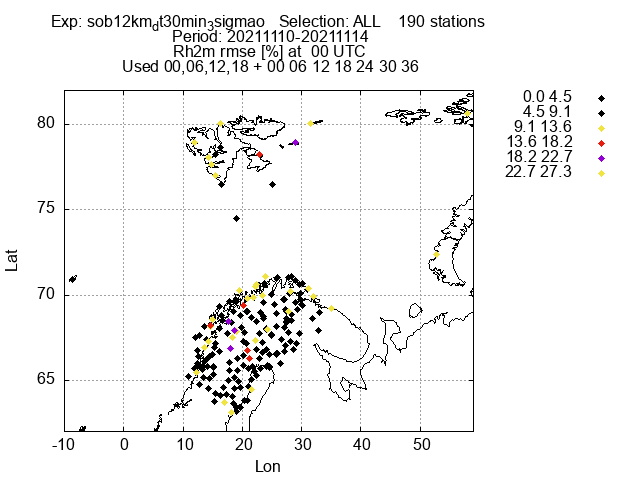 Exp: sob12km_dt30min_3sigmao Selection: ALL 190 stations
Period: 20211110-20211114
Rh2m rmse [%] at 00 UTC
Used 00,06,12,18 + 00 06 12 18 24 30 36
0.0 4.5
4.5 9.1
9.1 13.6
13.6 18.2
18.2 22.7
22.7 27.3
80
75
70
65
Lat
-10 0 10 20 30 40 50
Lon